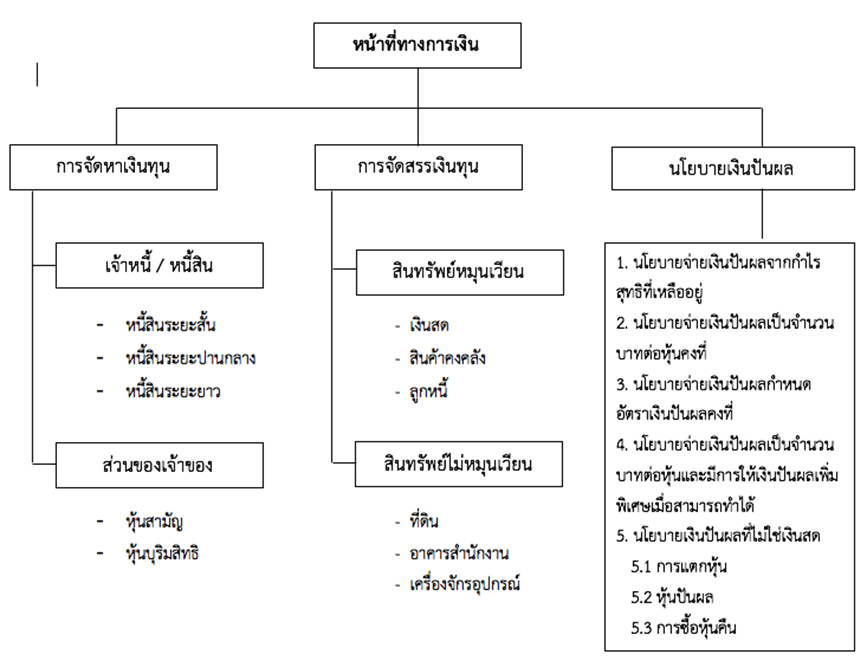 หน้าที่ทางการเงิน
การจัดหาเงินทุน
เจ้าหนี้ / หนี้สิน
- หนี้สินระยะสั้น
- หนี้สินระยะปานกลาง
- หนี้สินระยะยาว
ส่วนของเจ้าของ
- หุ้นสามัญ
- หุ้นบุริมสิทธิ
การจัดสรรเงินทุน
สินทรัพย์หมุนเวียน
- เงินสด
- สินค้าคงคลัง
- ลูกหนี้
สินทรัพย์ไม่หมุนเวียน
- ที่ดิน
- อาคารสำนักงาน
- เครื่องจักรอุปกรณ์
นโยบายเงินปันผล
1. นโยบายจ่ายเงินปันผลจากกำไร
สุทธิที่เหลืออยู่
2. นโยบายจ่ายเงินปันผลเป็นจำนวน
บาทต่อหุ้นคงที่
3. นโยบายจ่ายเงินปันผลกำหนด
อัตราเงินปันผลคงที่
4. นโยบายจ่ายเงินปันผลเป็นจำนวน
บาทต่อหุ้นและมีการให้เงินปันผลเพิ่ม
พิเศษเมื่อสามารถทำได้
5. นโยบายเงินปันผลที่ไม่ใช่เงินสด
5.1 การแตกหุ้น
5.2 หุ้นปันผล
5.3 การซื้อหุ้นคืน